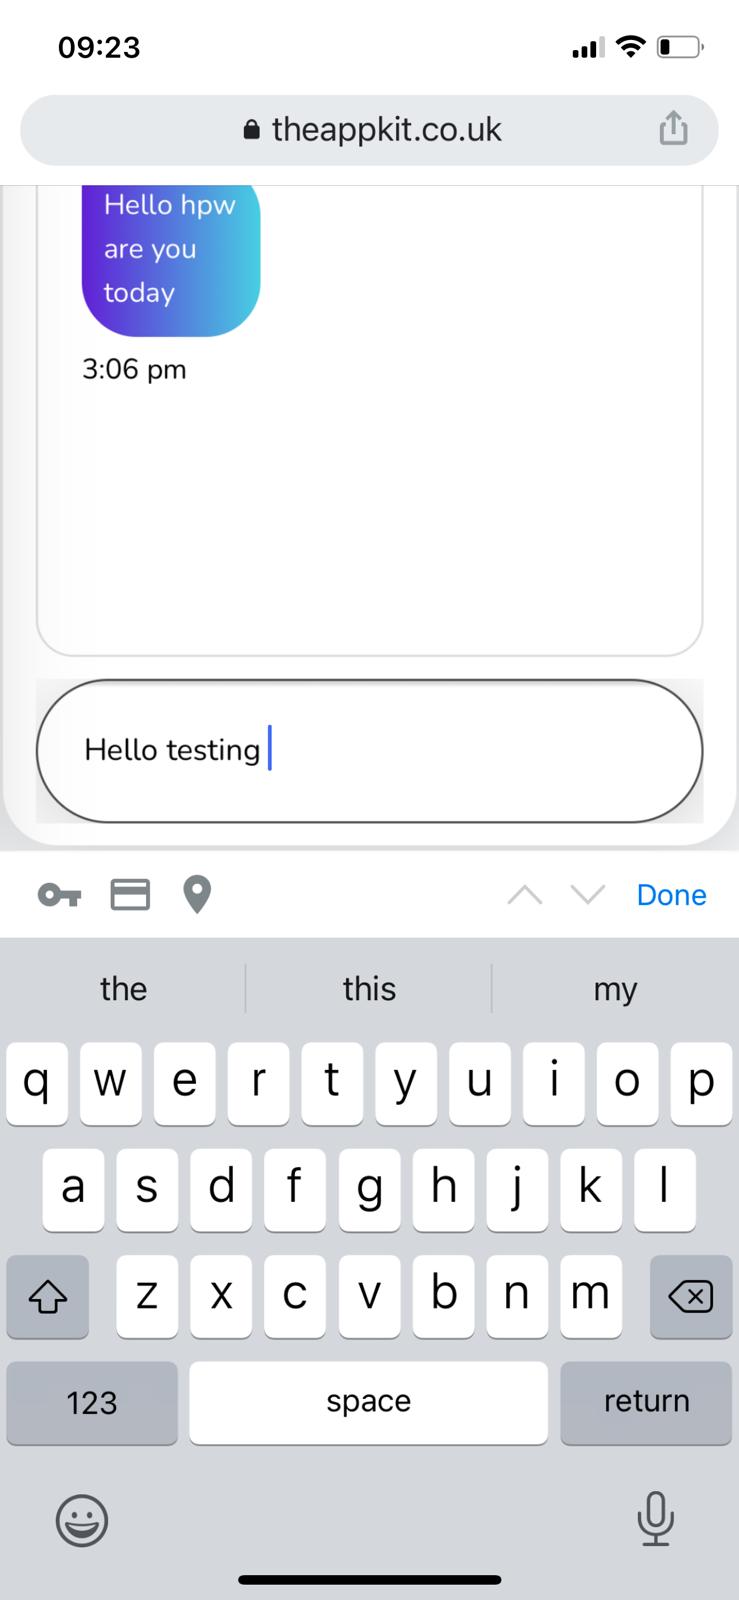 09:23
theappkit.co.uk
Hello hpw
are you
today
3:06 pm
Hello testing
Done
the this my
q w e r t y u i o p
a s d f g h j k l
z x c v b n m
123 space return